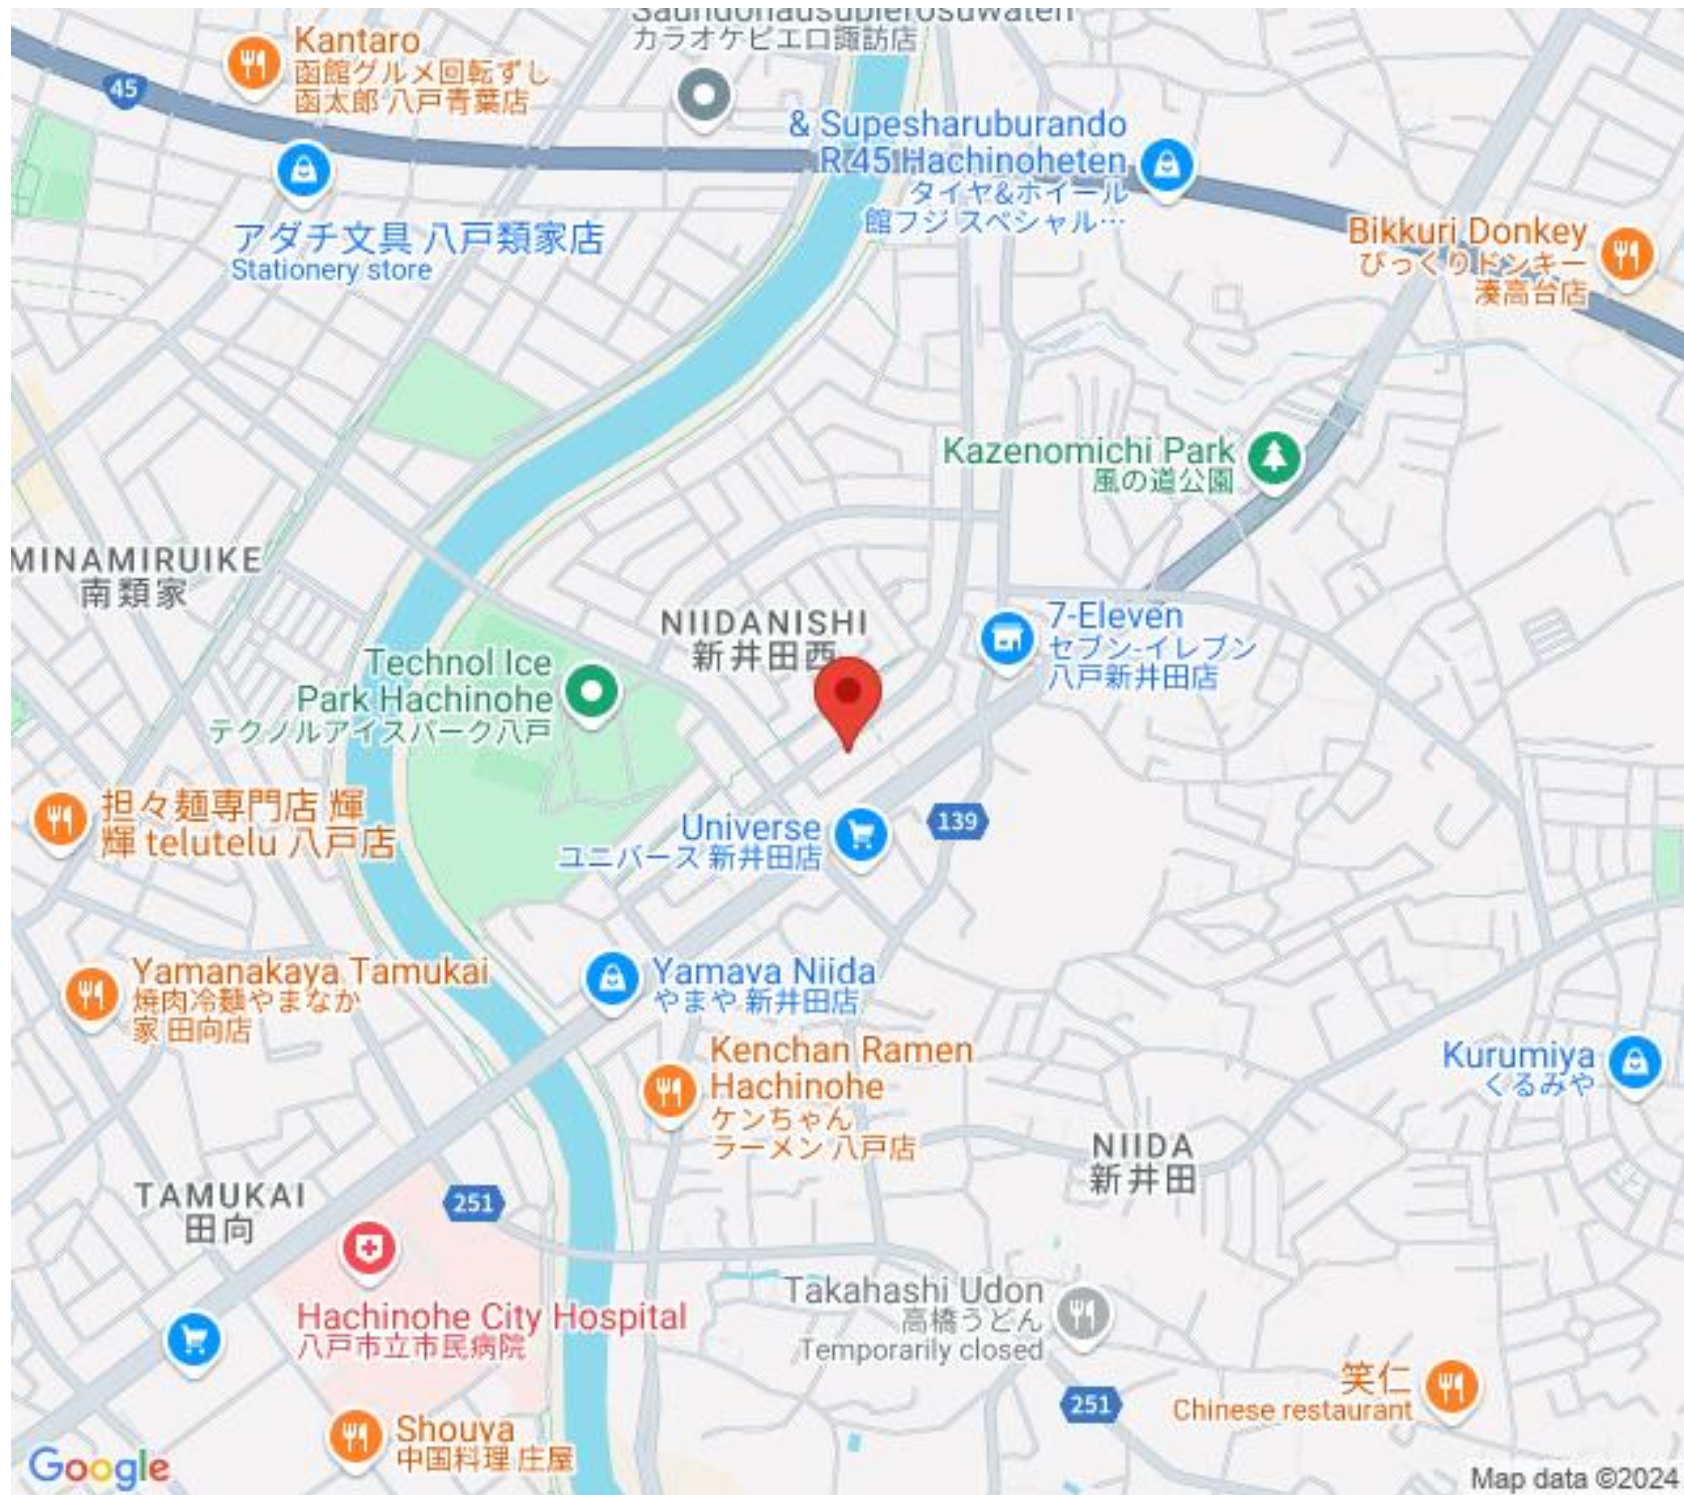 Saundohausupierosuwaten
カラオケピエロ諏訪店
Kantaro
函館グルメ回転ずし
函太郎 八戸青葉店
45
& Supesharuburando
R 45 Hachinoheten
タイヤ&ホイール
館フジ スペシャル…
アダチ文具 八戸類家店
Stationery store
Bikkuri Donkey
びっくりドンキー
湊高台店
Kazenomichi Park
風の道公園
MINAMIRUIKE
南類家
NIIDANISHI
新井田西
7-Eleven
セブン-イレブン
八戸新井田店
Technol Ice
Park Hachinohe
テクノルアイスパーク八戸
担々麺専門店 輝
輝 telutelu 八戸店
Universe
ユニバース 新井田店
139
Yamanakaya Tamukai
焼肉冷麺やまなか
家 田向店
Yamava Niida
やまや 新井田店
Kenchan Ramen
Hachinohe
ケンちゃん
ラーメン 八戸店
Kurumiya
くるみや
NIIDA
新井田
TAMUKAI
田向
251
Hachinohe City Hospital
八戸市立市民病院
Takahashi Udon
高橋うどん
Temporarily closed
笑仁
Chinese restaurant
251
Shouva
中国料理 庄屋
Google
Map data ©2024